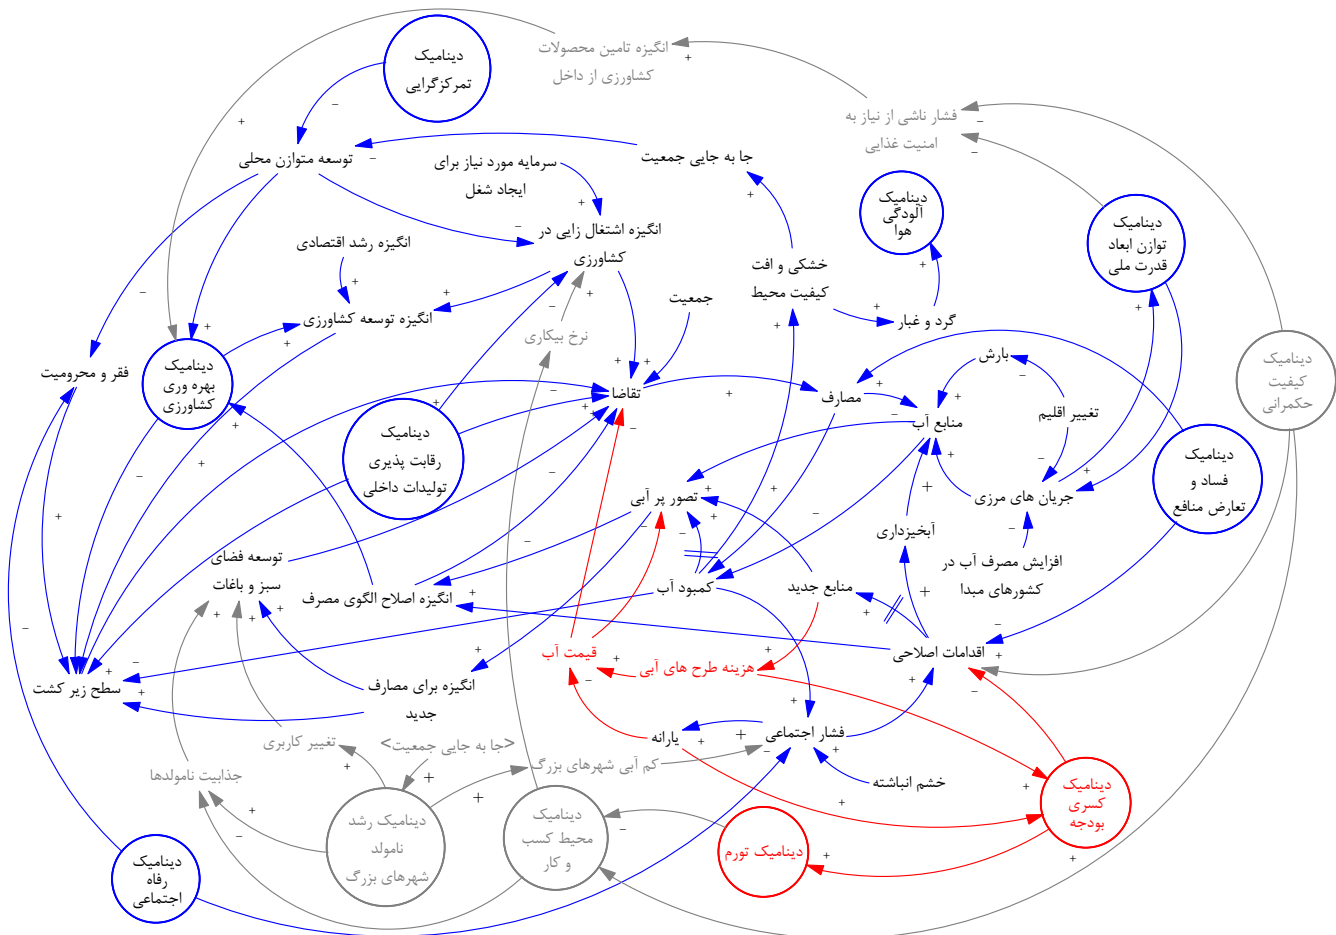 انگیزه تامین محصولات
کشاورزی از داخل
دینامیک
تمرکزگرایی
فشار ناشی از نیاز به
امنیت غذایی
توسعه متوازن محلی
جا به جایی جمعیت
سرمایه مورد نیاز برای
ایجاد شغل
دینامیک
آلودگی
هوا
دینامیک
توازن ابعاد
قدرت ملی
انگیزه اشتغال زایی در
کشاورزی
انگیزه رشد اقتصادی
خشکی و افت
کیفیت محیط
جمعیت
گرد و غبار
انگیزه توسعه کشاورزی
نرخ بیکاری
بارش
دینامیک
کیفیت
حکمرانی
فقر و محرومیت
دینامیک
بهره وری
کشاورزی
تقاضا
مصارف
تغییر اقلیم
منابع آب
دینامیک
رقابت پذیری
تولیدات داخلی
دینامیک
فساد و
تعارض منافع
تصور پر آبی
جریان های مرزی
آبخیزداری
توسعه فضای
سبز و باغات
افزایش مصرف آب در
کشورهای مبدا
انگیزه اصلاح الگوی مصرف
کمبود آب
منابع جدید
قیمت آب
هزینه طرح های آبی
اقدامات اصلاحی
سطح زیر کشت
انگیزه برای مصارف
جدید
یارانه
فشار اجتماعی
تغییر کاربری
<جا به جایی جمعیت>
کم آبی شهرهای بزرگ
جذابیت نامولدها
خشم انباشته
دینامیک
کسری
بودجه
دینامیک رشد
نامولد
شهرهای بزرگ
دینامیک
محیط کسب
و کار
دینامیک تورم
دینامیک
رفاه
اجتماعی